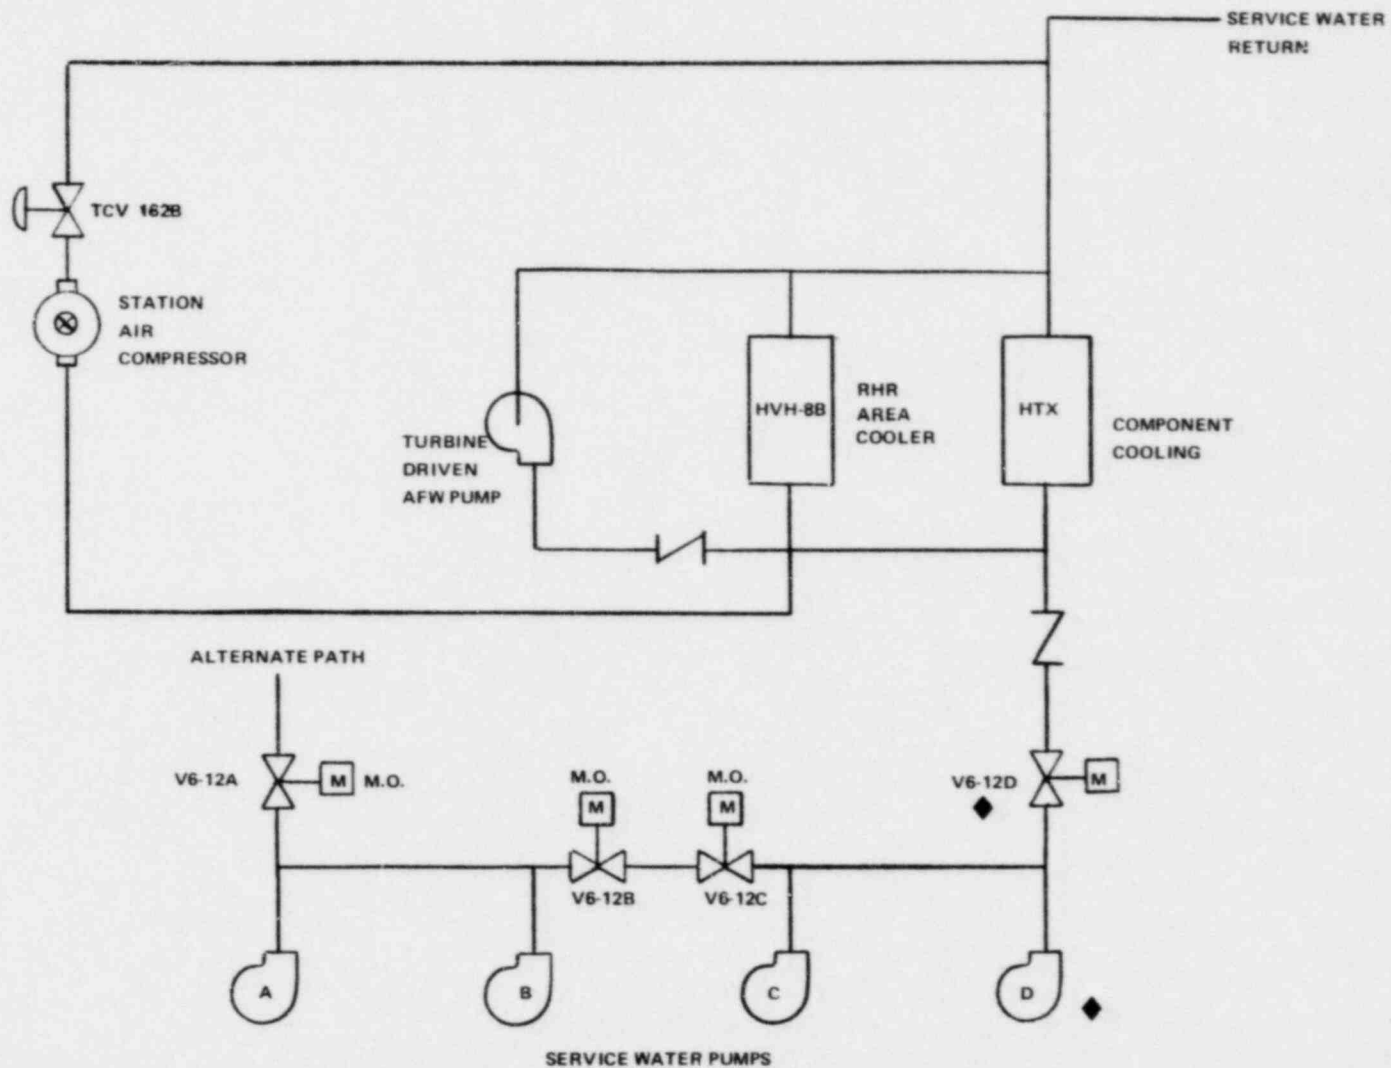 SERVICE WATER
RETURN
TCV 162B
STATION
AIR
COMPRESSOR
TURBINE
DRIVEN
AFW PUMP
HVH-8B
RHR
AREA
COOLER
HTX
COMPONENT
COOLING
ALTERNATE PATH
V6-12A
M
M.O.
M.O.
M
V6-12B
M.O.
M
V6-12C
V6-12D
M
A
B
C
D
SERVICE WATER PUMPS